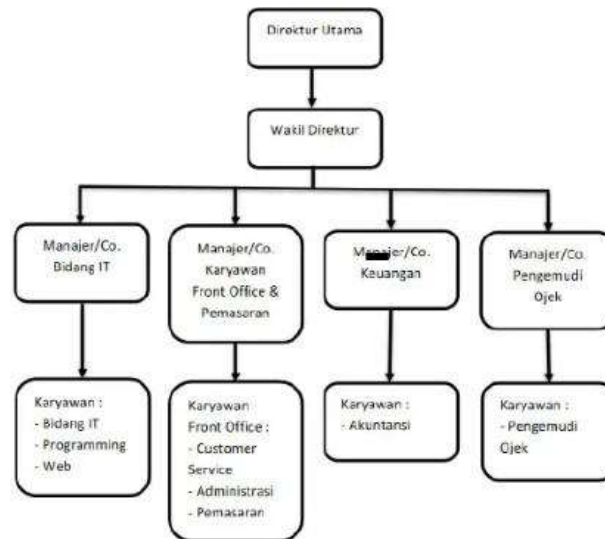 Direktur Utama
Wakil Direktur
Manajer/Co.
Bidang IT
Manajer/Co.
Karyawan
Front Office &
Pemasaran
Manajer/Co.
Keuangan
Manajer/Co.
Pengemudi
Ojek
Karyawan :
- Bidang IT
- Programming
- Web
Karyawan
Front Office :
- Customer
Service
- Administrasi
- Pemasaran
Karyawan :
- Akuntansi
Karyawan :
- Pengemudi
Ojek